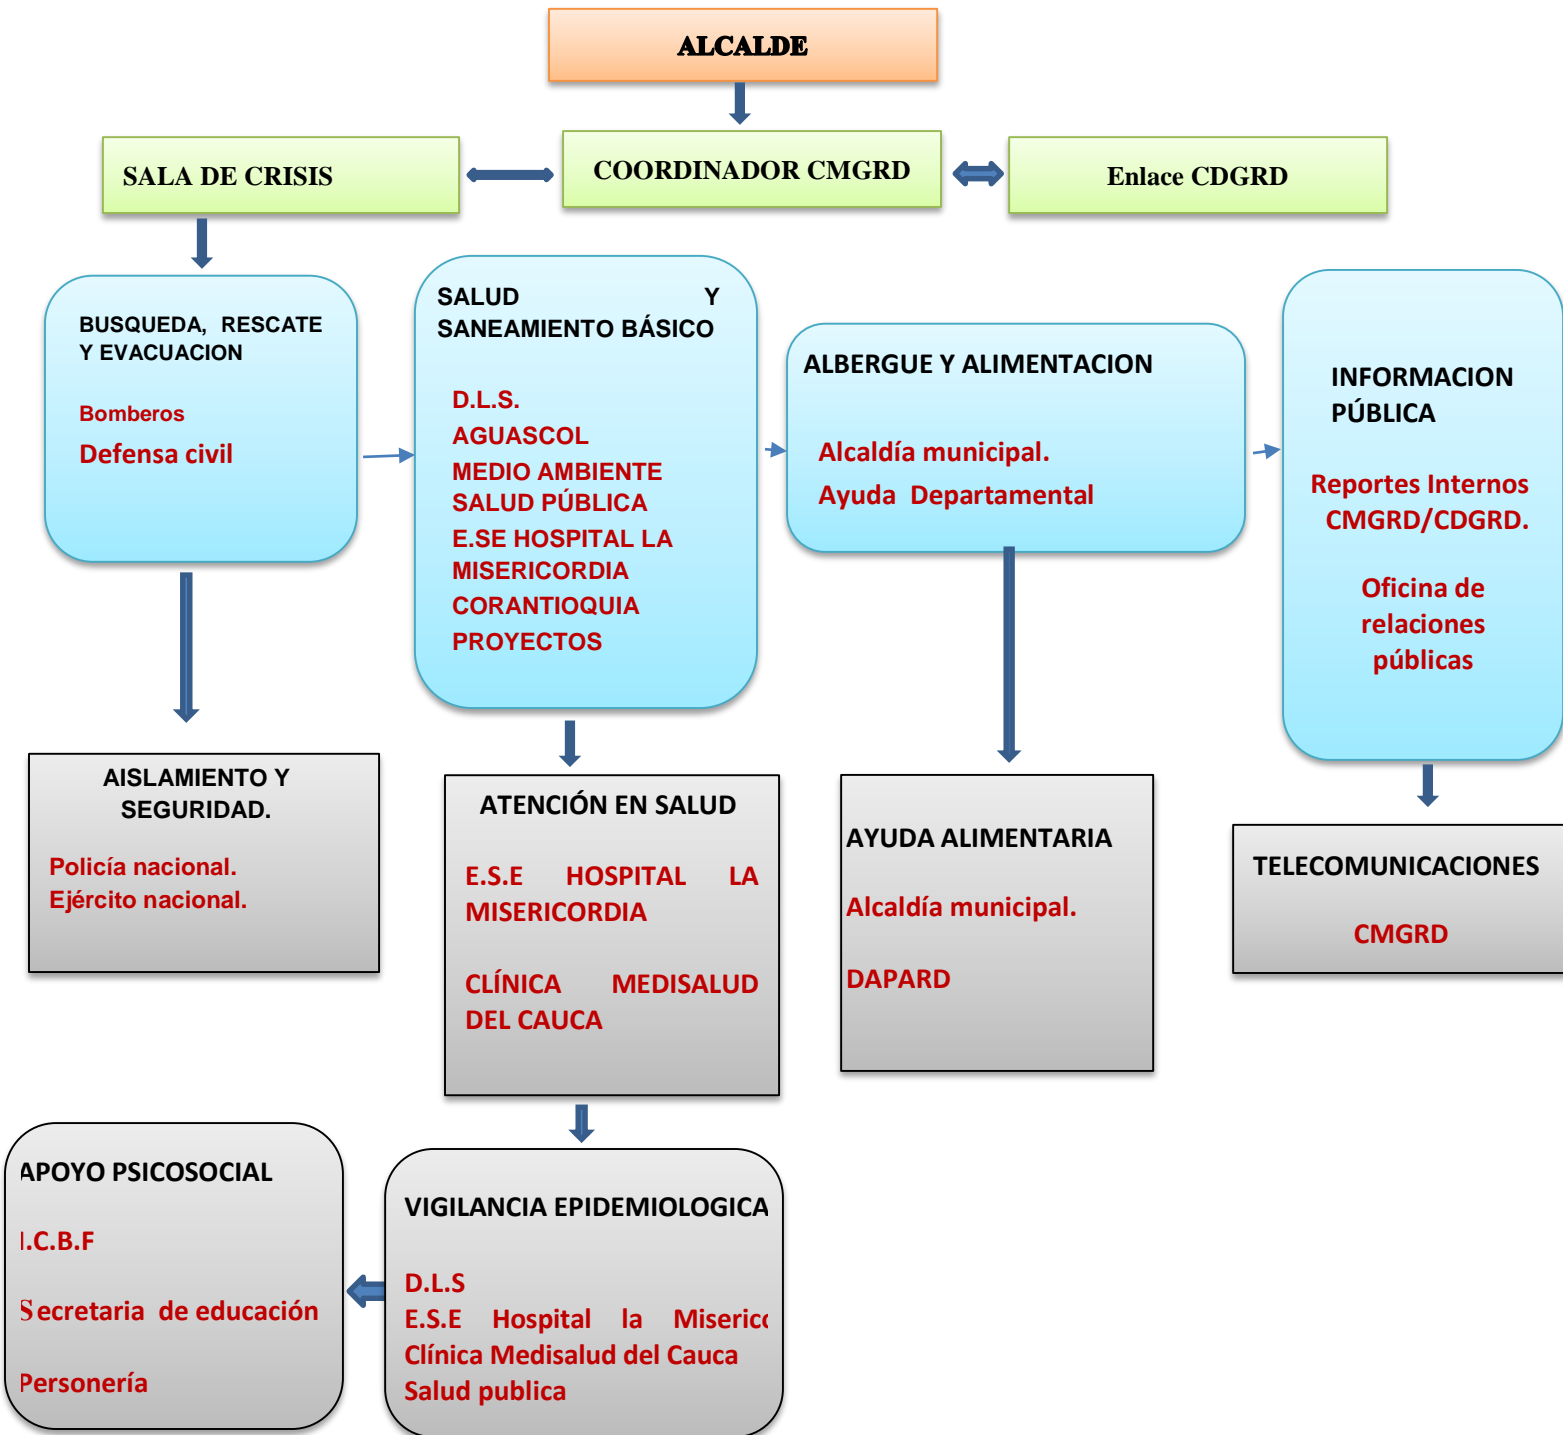 ALCALDE
SALA DE CRISIS
COORDINADOR CMGRD
Enlace CDGRD
BUSQUEDA, RESCATE
Y EVACUACION
Bomberos
Defensa civil
SALUD Y
SANEAMIENTO BÁSICO
D.L.S.
AGUASCOL
MEDIO AMBIENTE
SALUD PÚBLICA
E.SE HOSPITAL LA
MISERICORDIA
CORANTIOQUIA
PROYECTOS
ALBERGUE Y ALIMENTACION
Alcaldía municipal.
Ayuda Departamental
INFORMACION
PÚBLICA
Reportes Internos
CMGRD/CDGRD.
Oficina de
relaciones
públicas
AISLAMIENTO Y
SEGURIDAD.
Policía nacional.
Ejército nacional.
ATENCIÓN EN SALUD
E.S.E HOSPITAL LA
MISERICORDIA
CLÍNICA MEDISALUD
DEL CAUCA
AYUDA ALIMENTARIA
Alcaldía municipal.
DAPARD
TELECOMUNICACIONES
CMGRD
APOYO PSICOSOCIAL
I.C.B.F
Secretaria de educación
Personería
VIGILANCIA EPIDEMIOLOGICA
D.L.S
E.S.E Hospital la Miserico
Clínica Medisalud del Cauca
Salud publica